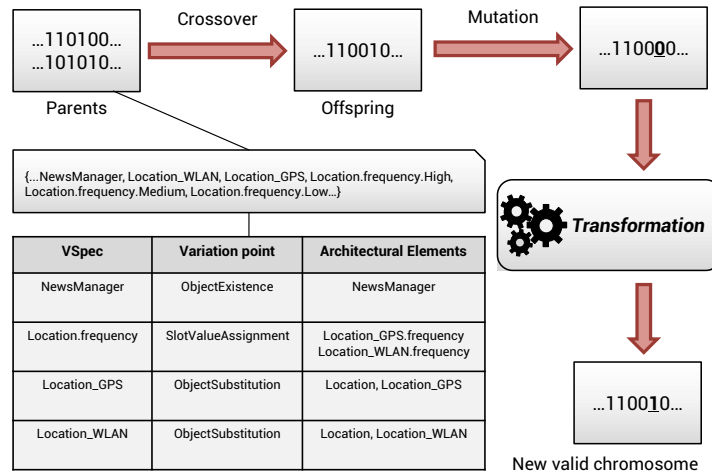 Crossover
Mutation
...110100...
...101010...
...110010...
...110000...
Parents
Offspring
{...NewsManager, Location_WLAN, Location_GPS, Location.frequency.High,
Location.frequency.Medium, Location.frequency.Low...}
Transformation
VSpec Variation point Architectural Elements
NewsManager ObjectExistence NewsManager
Location.frequency SlotValueAssignment Location_GPS.frequency
Location_WLAN.frequency
Location_GPS ObjectSubstitution Location, Location_GPS
Location_WLAN ObjectSubstitution Location, Location_WLAN
...110010...
New valid chromosome